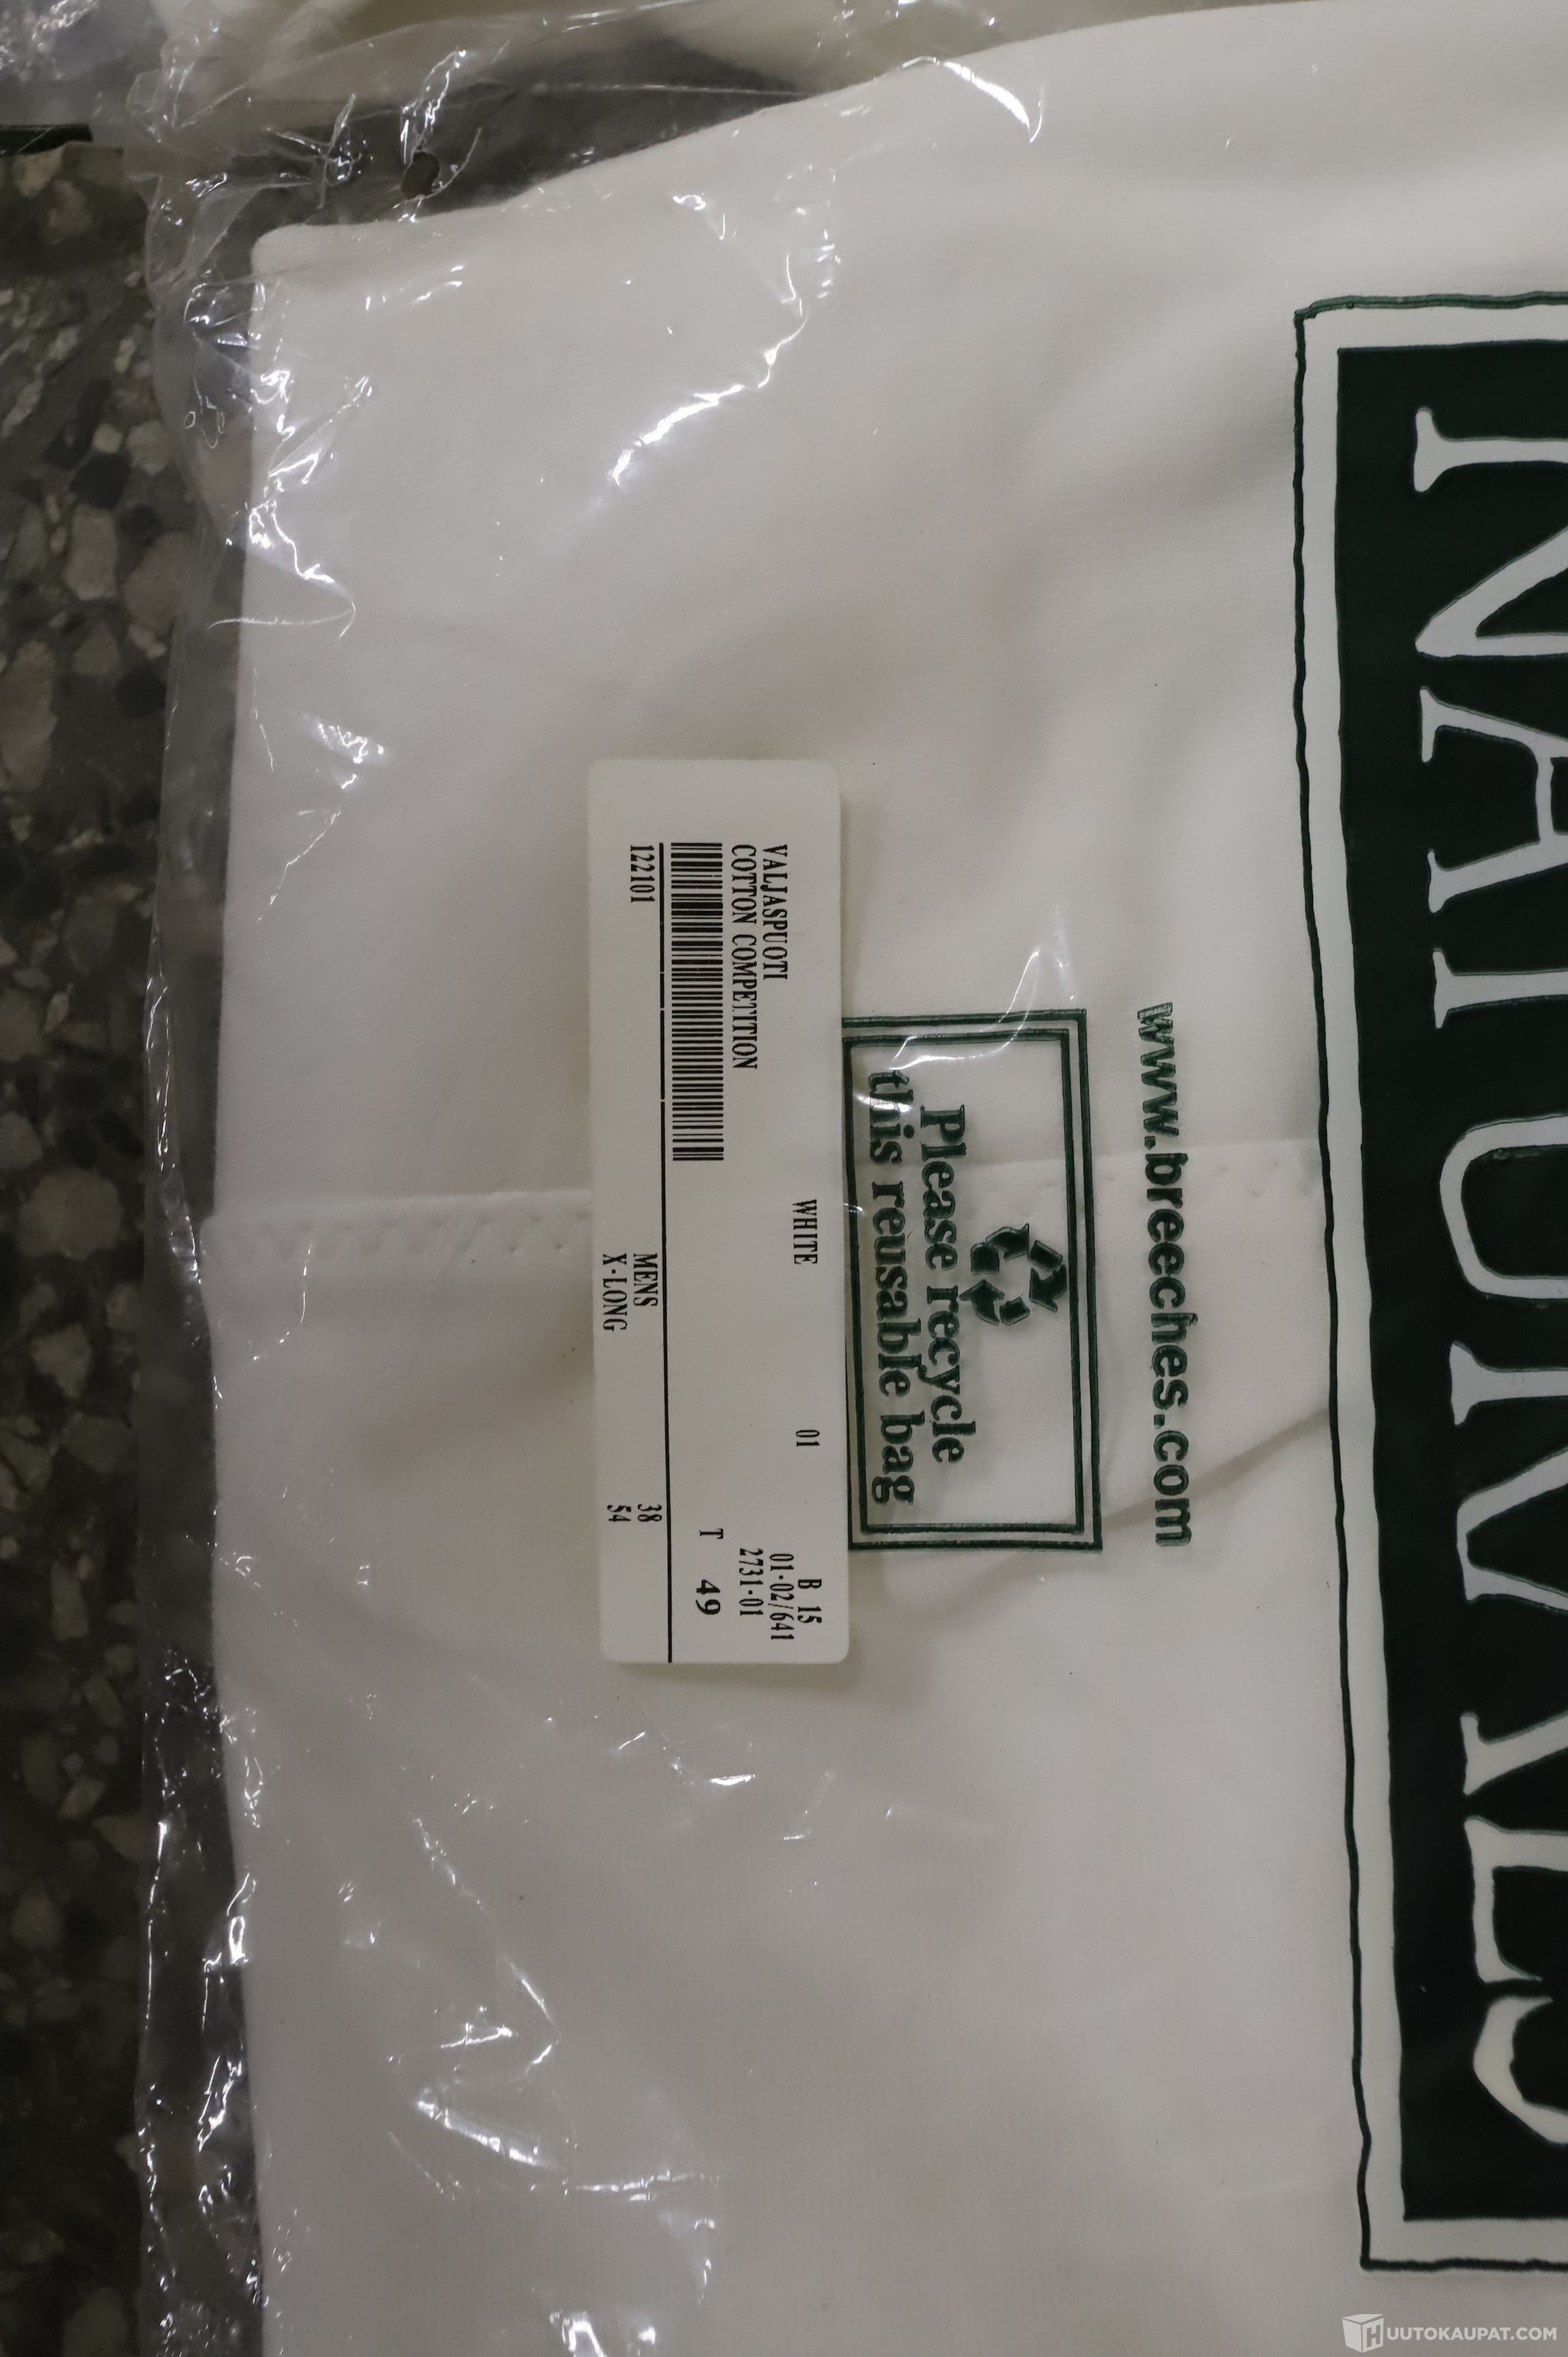 NATURALS
www.breeches.com
Please recycle
this reusable bag
WHITE 01 B 15
VALJASPUOTI 01-02/641
COTTON COMPETITION 2731-01
T 49
122101 MENS 38
X-LONG 54
HUUTOKAUPAT.COM